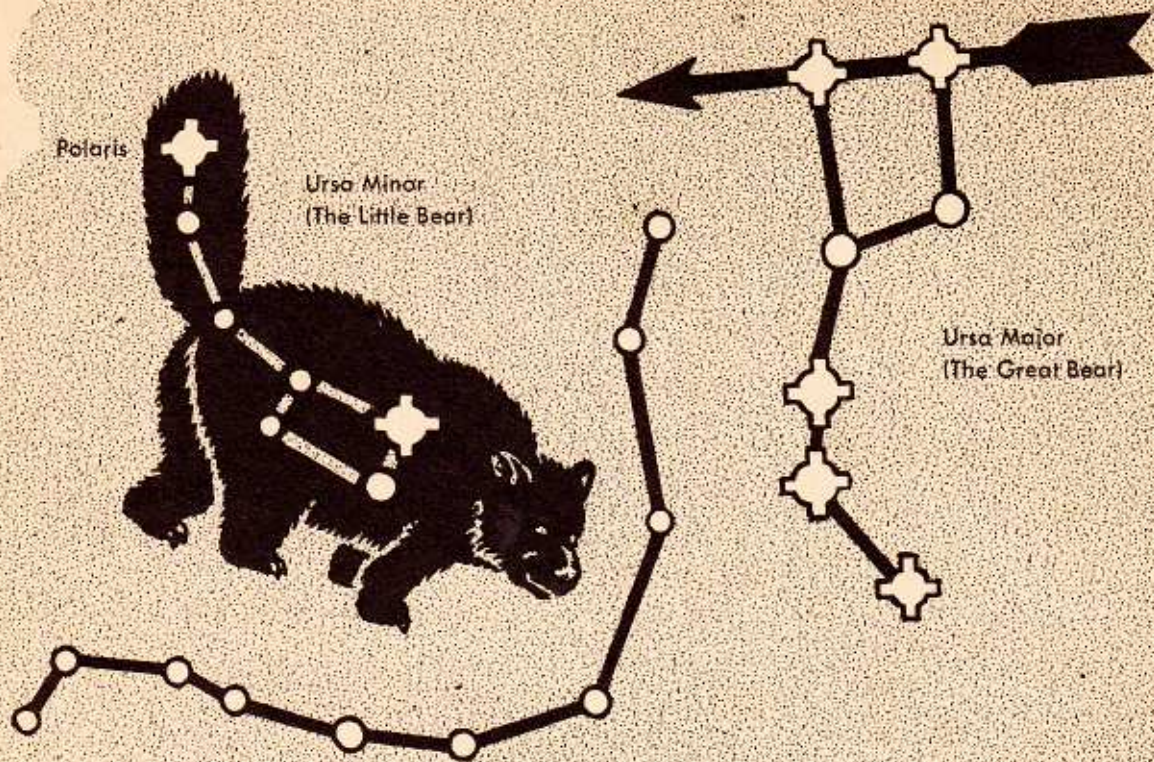 Polaris
Ursa Minor
(The Little Bear)
Ursa Major
(The Great Bear)